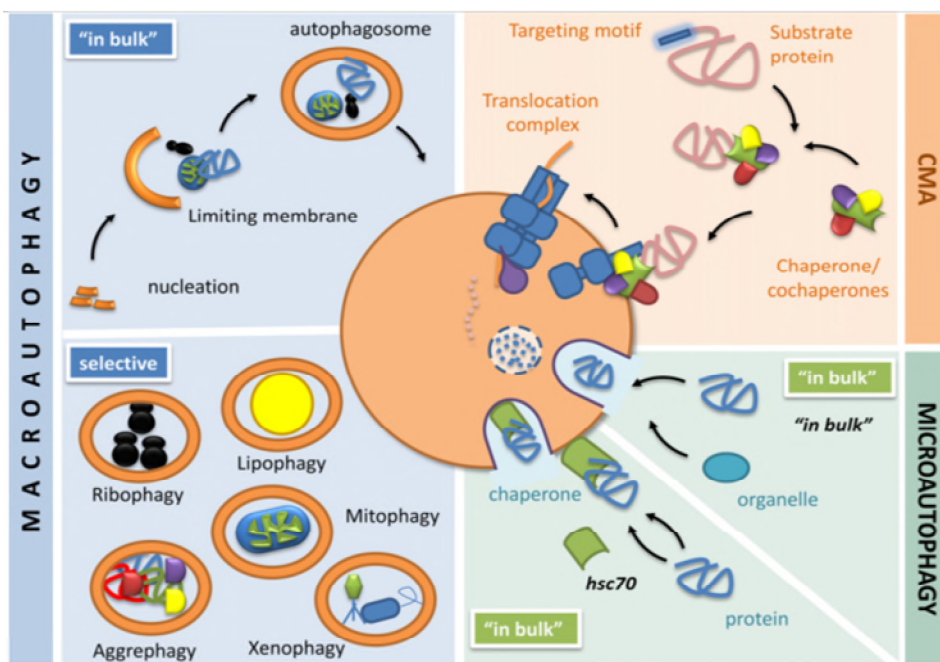 MACROAUTOPHAGY
“in bulk”
autophagosome
Limiting membrane
nucleation
selective
Ribophagy
Lipophagy
Mitophagy
Aggrephagy
Xenophagy
Targeting motif
Substrate
protein
Translocation
complex
Chaperone/
cochaperones
CMA
“in bulk”
“in bulk”
organelle
chaperone
hsc70
protein
“in bulk”
MICROAUTOPHAGY